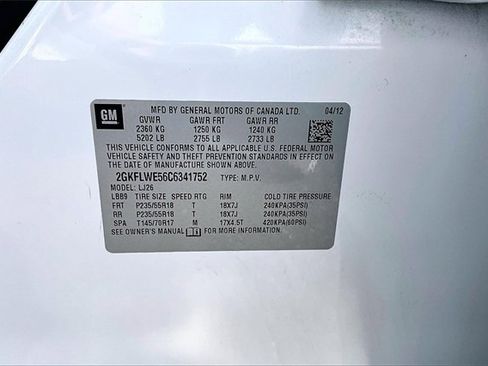 GM
MFD BY GENERAL MOTORS OF CANADA LTD. 04/12
GVWR GAWR FRT GAWR RR
2360 KG 1250 KG 1240 KG
5202 LB 2755 LB 2733 LB
THIS VEHICLE CONFORMS TO ALL APPLICABLE U.S. FEDERAL MOTOR
VEHICLE SAFETY AND THEFT PREVENTION STANDARDS IN EFFECT ON
THE DATE OF MANUFACTURE SHOWN ABOVE.
2GKFLWE56C6341752 TYPE: M.P.V.
MODEL: LJ26
LBB9 TIRE SIZE SPEED RTG RIM COLD TIRE PRESSURE
FRT P235/55R18 T 18X7J 240KPA(35PSI)
RR P235/55R18 T 18X7J 240KPA(35PSI)
SPA T145/70R17 M 17X4.5T 420KPA(60PSI)
SEE OWNER'S MANUAL FOR MORE INFORMATION.